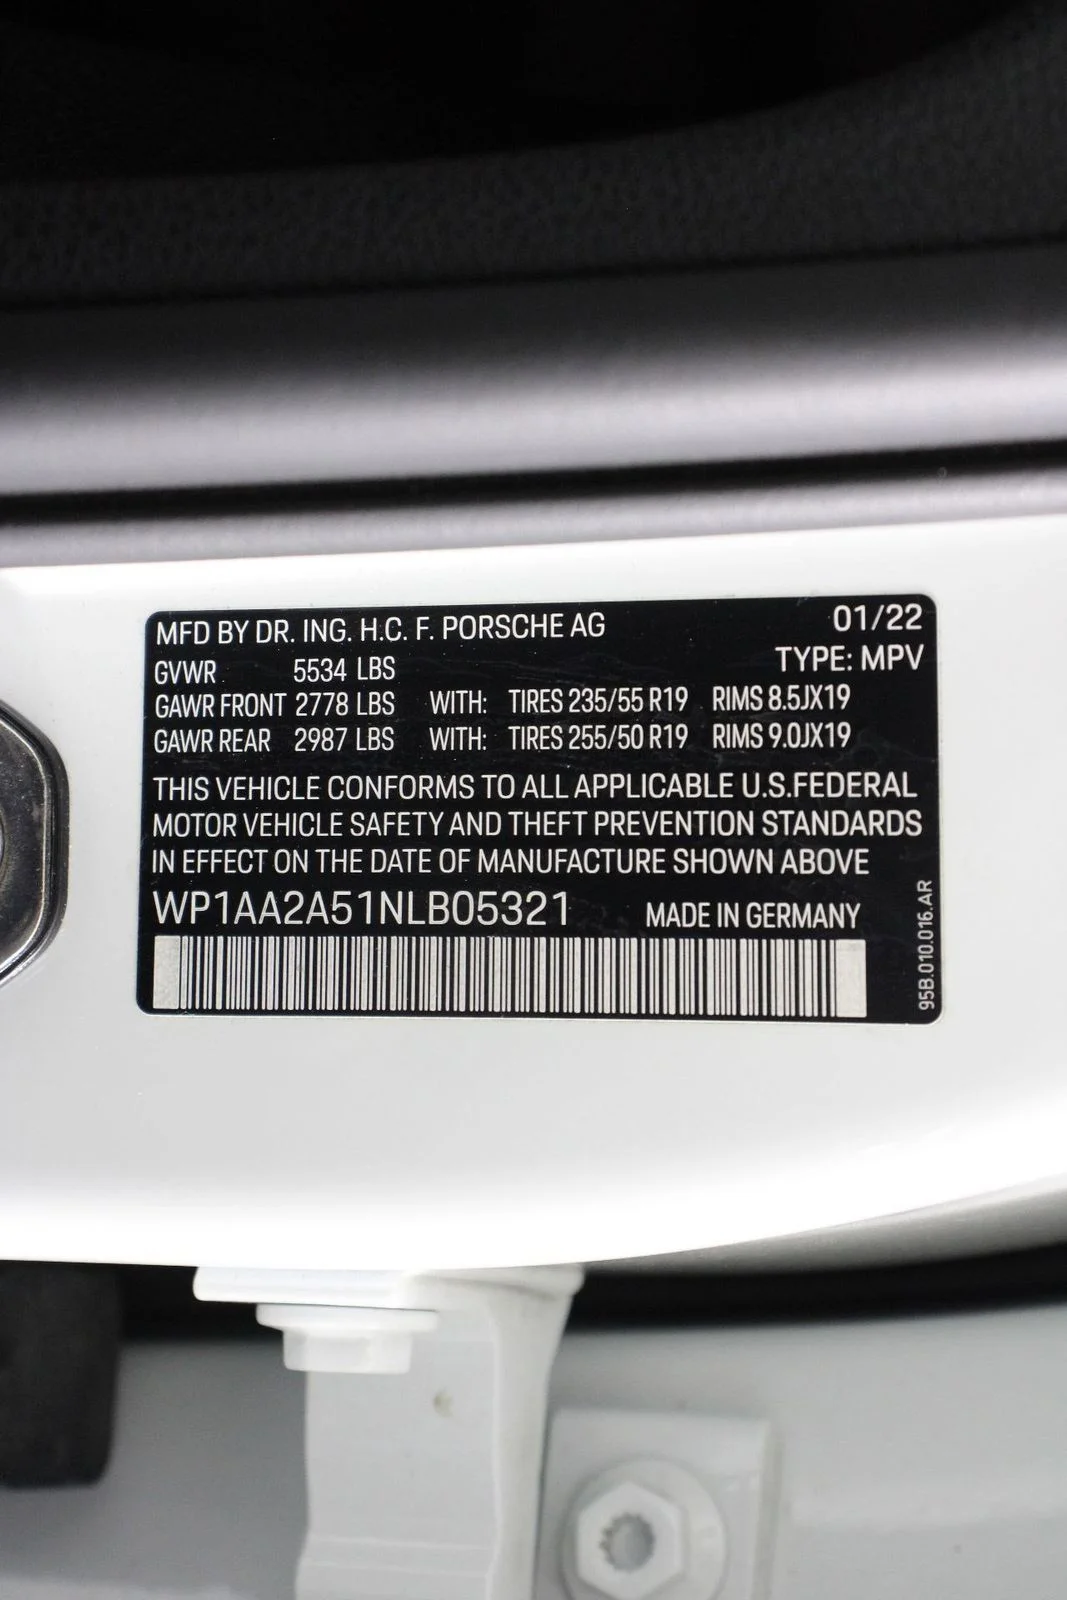 MFD BY DR. ING. H.C. F. PORSCHE AG 01/22
TYPE: MPV
GVWR 5534 LBS
GAWR FRONT 2778 LBS WITH: TIRES 235/55 R19 RIMS 8.5JX19
GAWR REAR 2987 LBS WITH: TIRES 255/50 R19 RIMS 9.0JX19
THIS VEHICLE CONFORMS TO ALL APPLICABLE U.S.FEDERAL
MOTOR VEHICLE SAFETY AND THEFT PREVENTION STANDARDS
IN EFFECT ON THE DATE OF MANUFACTURE SHOWN ABOVE
WP1AA2A51NLB05321 MADE IN GERMANY
95B.010.016.AR